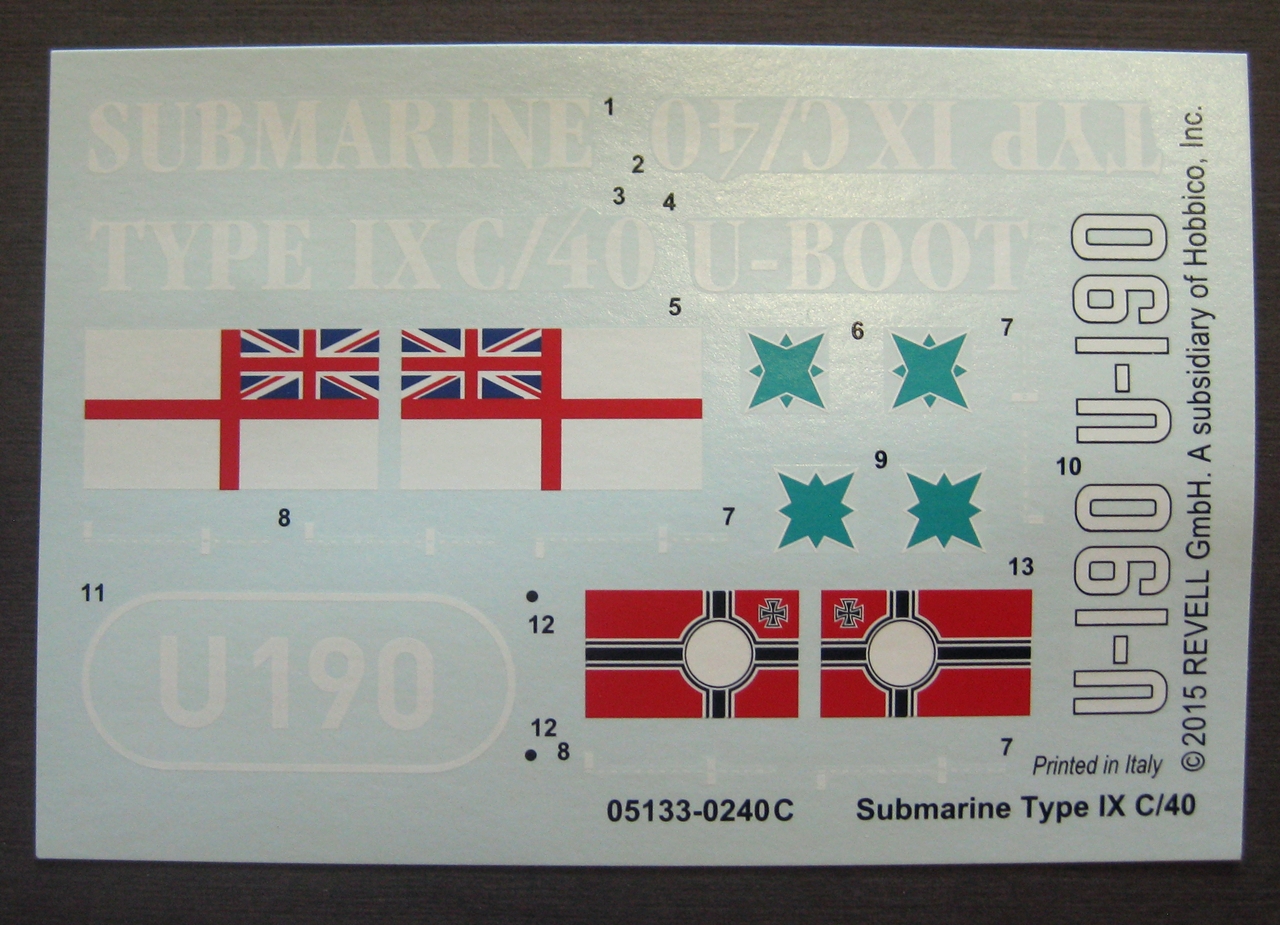 SUBMARINE
1
TYP IX C/40
2
3
4
TYPE IX C/40
U-BOOT
5
6
7
8
7
9
10
U-190 U-190
11
U190
12
13
12
8
7
Printed in Italy
©2015 REVELL GmbH. A subsidiary of Hobbico, Inc.
05133-0240C
Submarine Type IX C/40